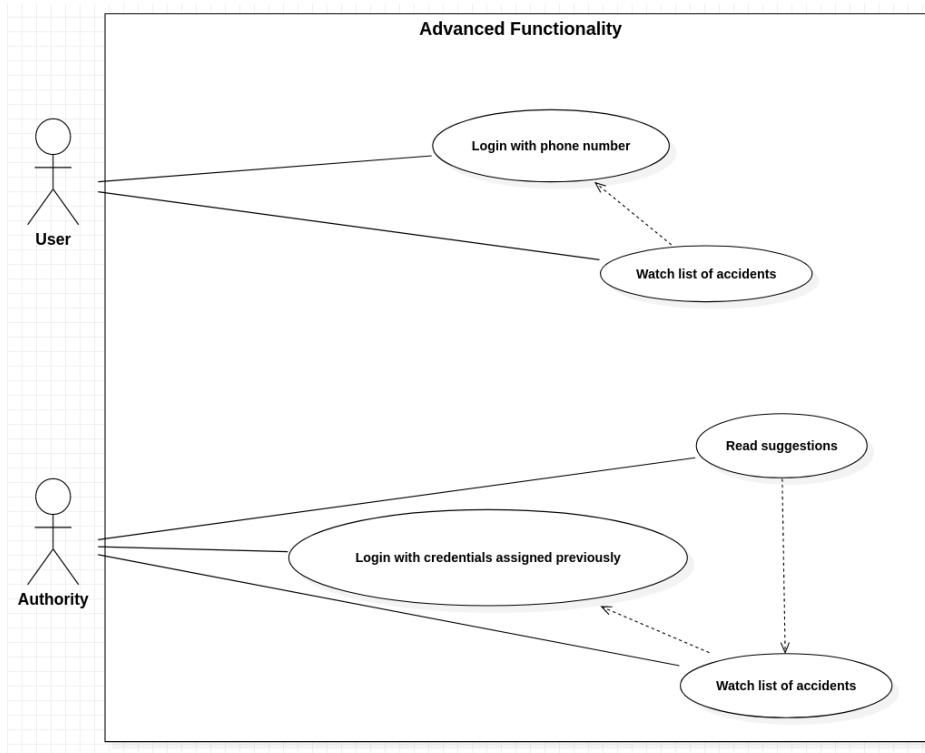 Advanced Functionality
Login with phone number
User
Watch list of accidents
Read suggestions
Login with credentials assigned previously
Authority
Watch list of accidents